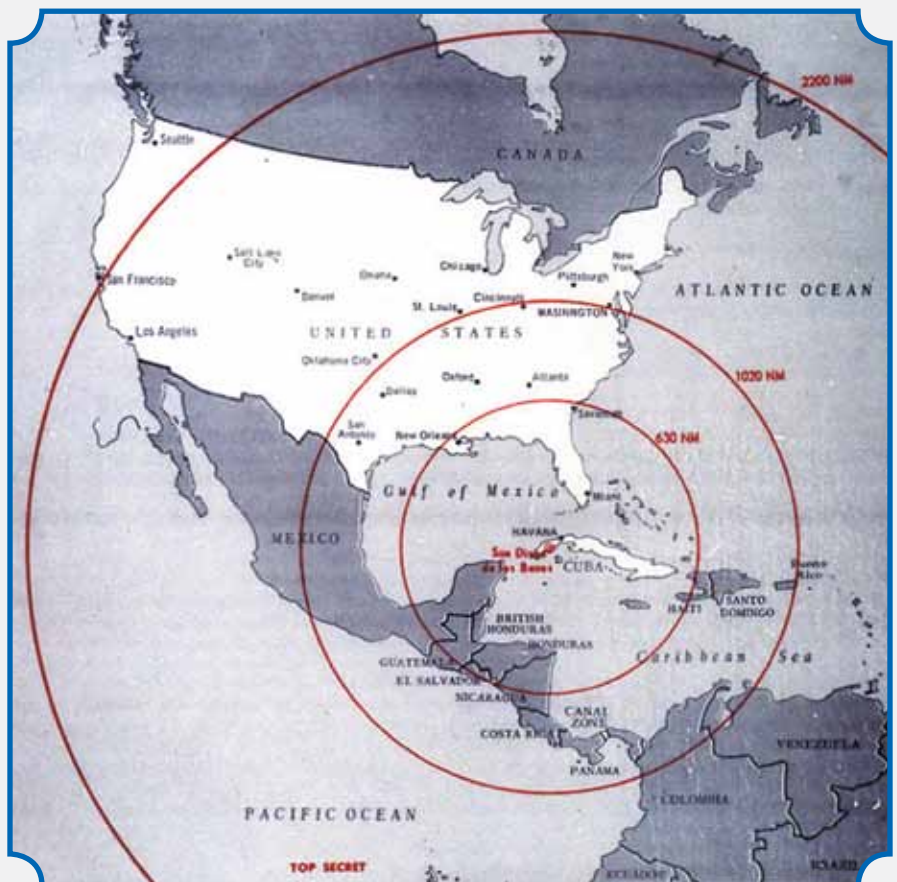 2200 NM
Seattle
CANADA
Salt Lake
City
Omaha
Chicago
New
York
Pittsburgh
San Francisco
Denver
St. Louis
Cincinnati
WASHINGTON
ATLANTIC OCEAN
Los Angeles
UNITED STATES
Oklahoma City
Oxford
Atlanta
1020 NM
Dallas
Savannah
San
Antonio
New Orleans
630 NM
Gulf of Mexico
Miami
HAVANA
MEXICO
San Diego
de los Banos
CUBA
Puerto
Rico
HAITI
SANTO
DOMINGO
BRITISH
HONDURAS
HONDURAS
GUATEMALA
Caribbean Sea
EL SALVADOR
NICARAGUA
CANAL
ZONE
COSTA RICA
PANAMA
VENEZUELA
COLOMBIA
PACIFIC OCEAN
TOP SECRET
ECUADOR
BRAZIL